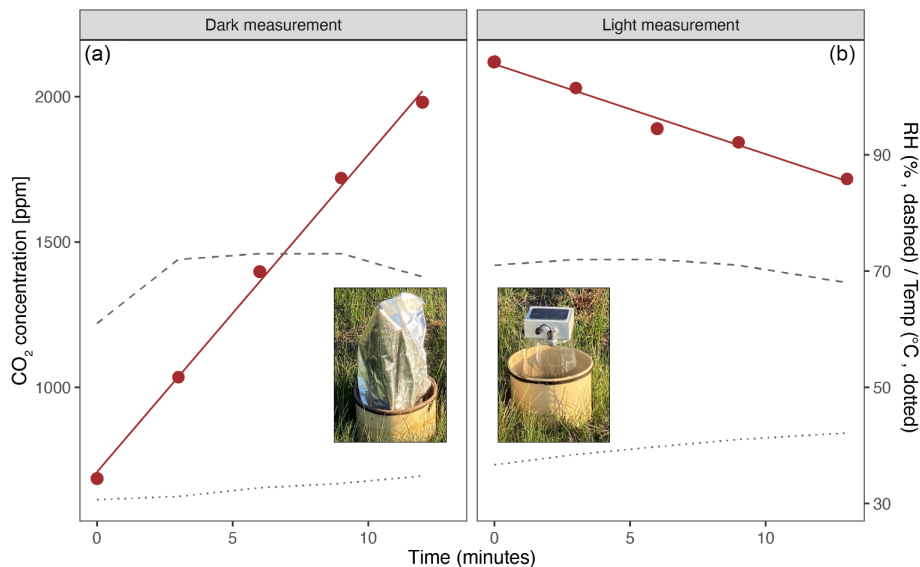 Dark measurement
Light measurement
(a)
(b)
CO₂ concentration [ppm]
2000
1500
1000
90
70
50
30
RH (% , dashed) / Temp (°C , dotted)
0
5
10
0
5
10
Time (minutes)